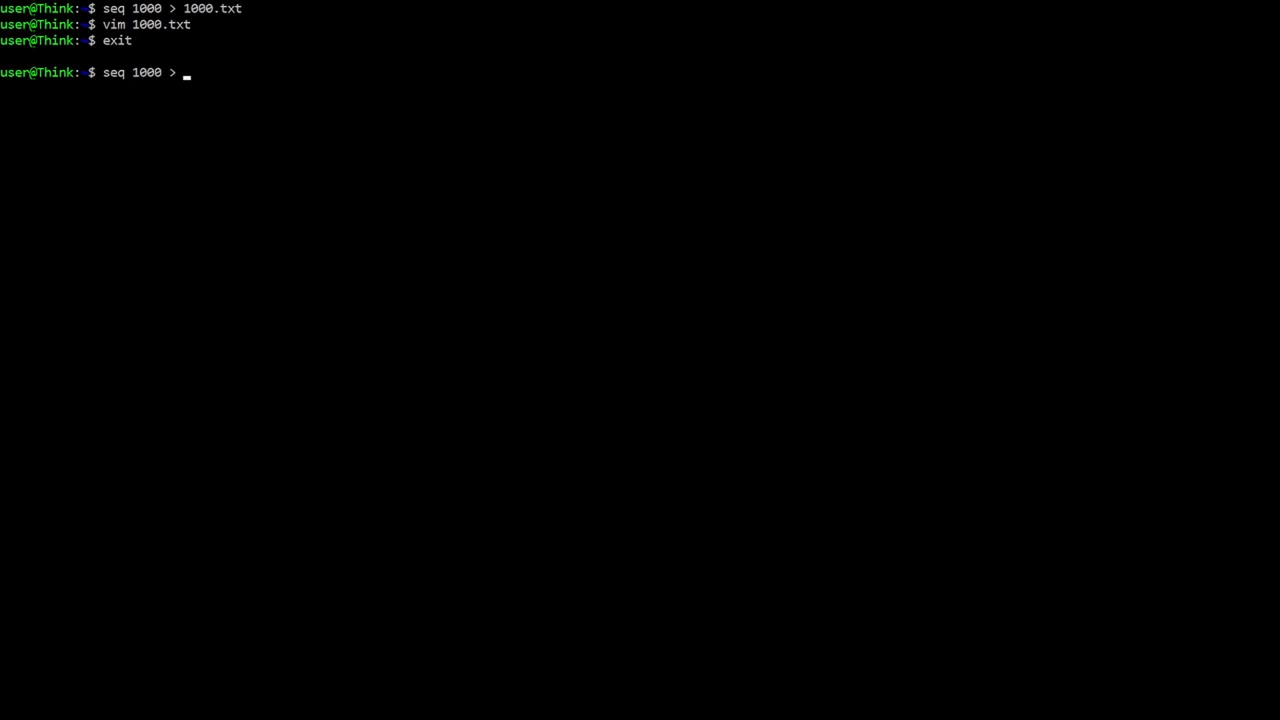 user@Think:~$ seq 1000 > 1000.txt
user@Think:~$ vim 1000.txt
user@Think:~$ exit
user@Think:~$ seq 1000 >